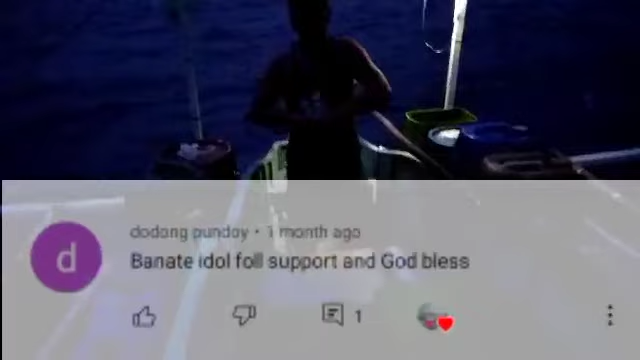 d
dodong punday • 1 month ago
Banate idol foll support and God bless
1